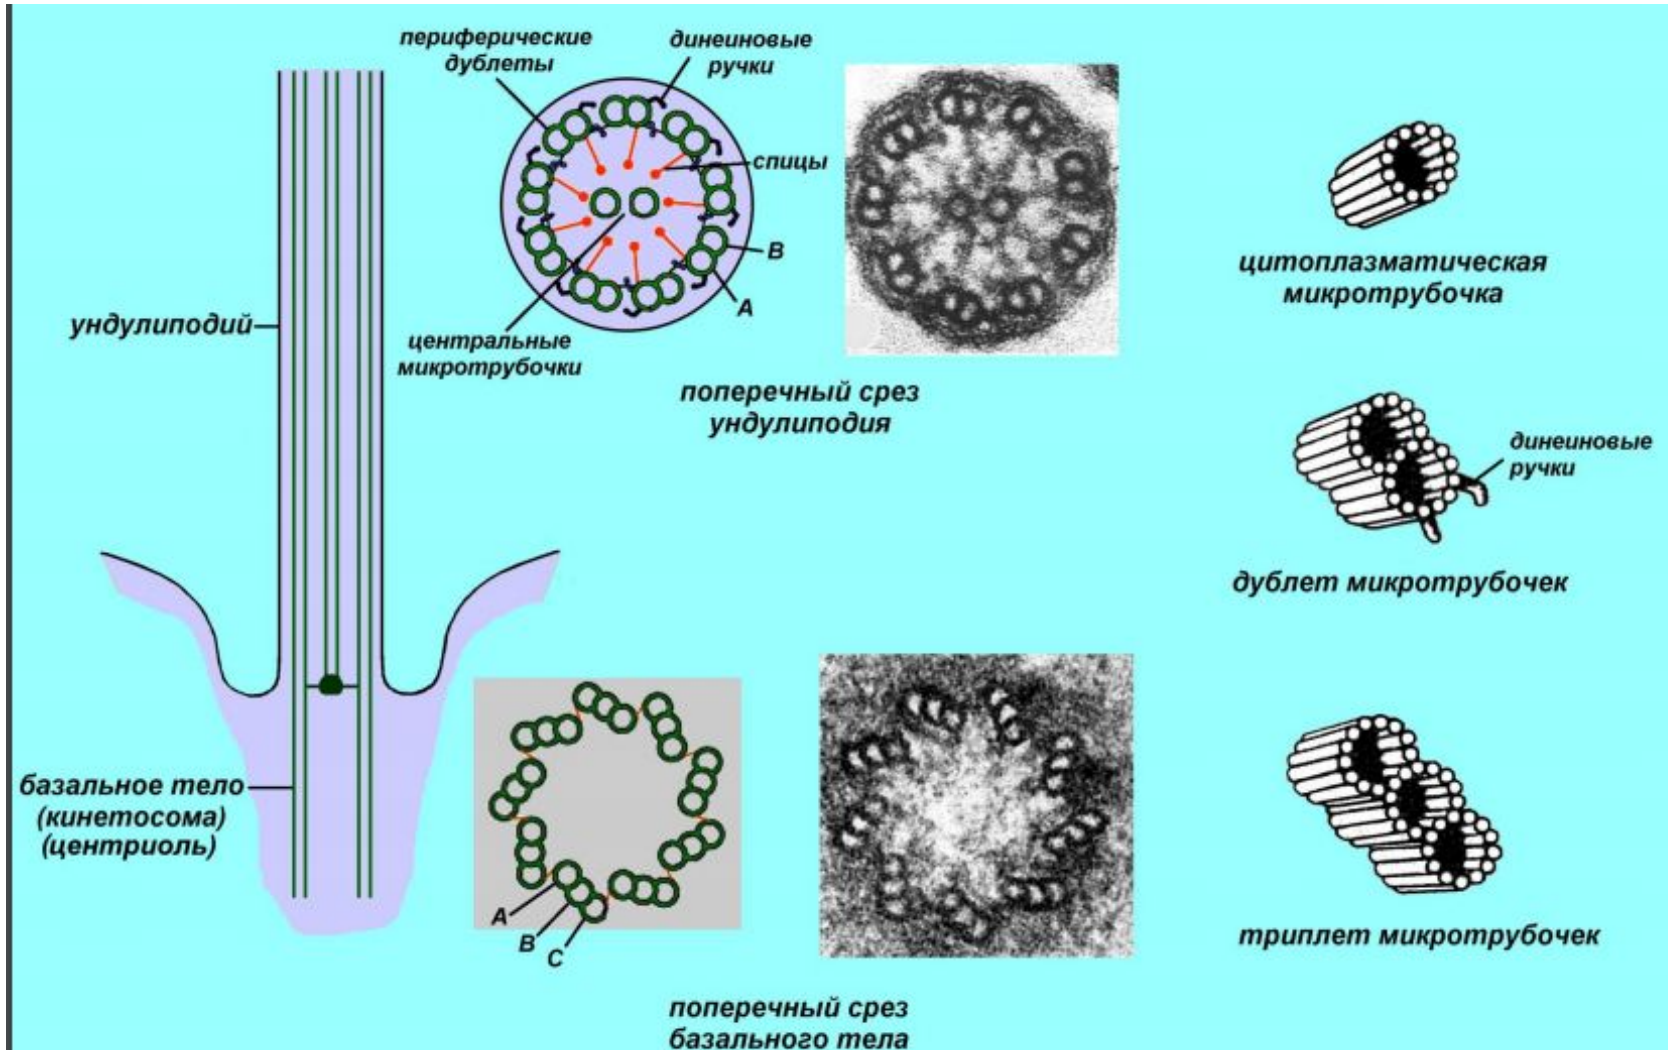 периферические
дублеты
динеиновые
ручки
спицы
B
A
центральные
микротрубочки
поперечный срез
ундулиподия
ундулиподий
базальное тело
(кинетосома)
(центриоль)
A
B
C
поперечный срез
базального тела
цитоплазматическая
микротрубочка
динеиновые
ручки
дублет микротрубочек
триплет микротрубочек